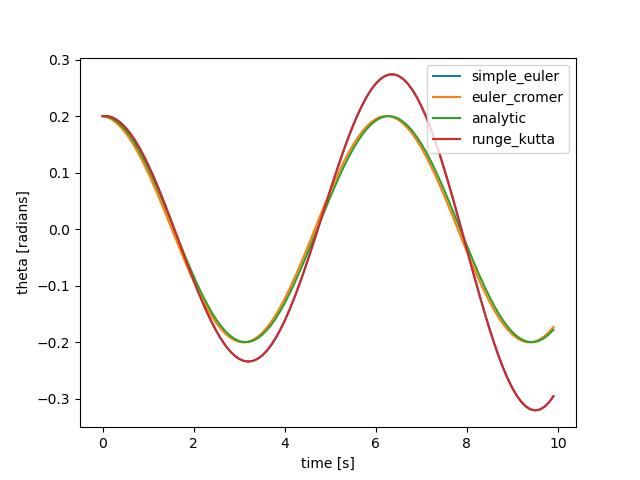 0.3
0.2
0.1
0.0
−0.1
−0.2
−0.3
theta [radians]
simple_euler
euler_cromer
analytic
runge_kutta
0 2 4 6 8 10
time [s]